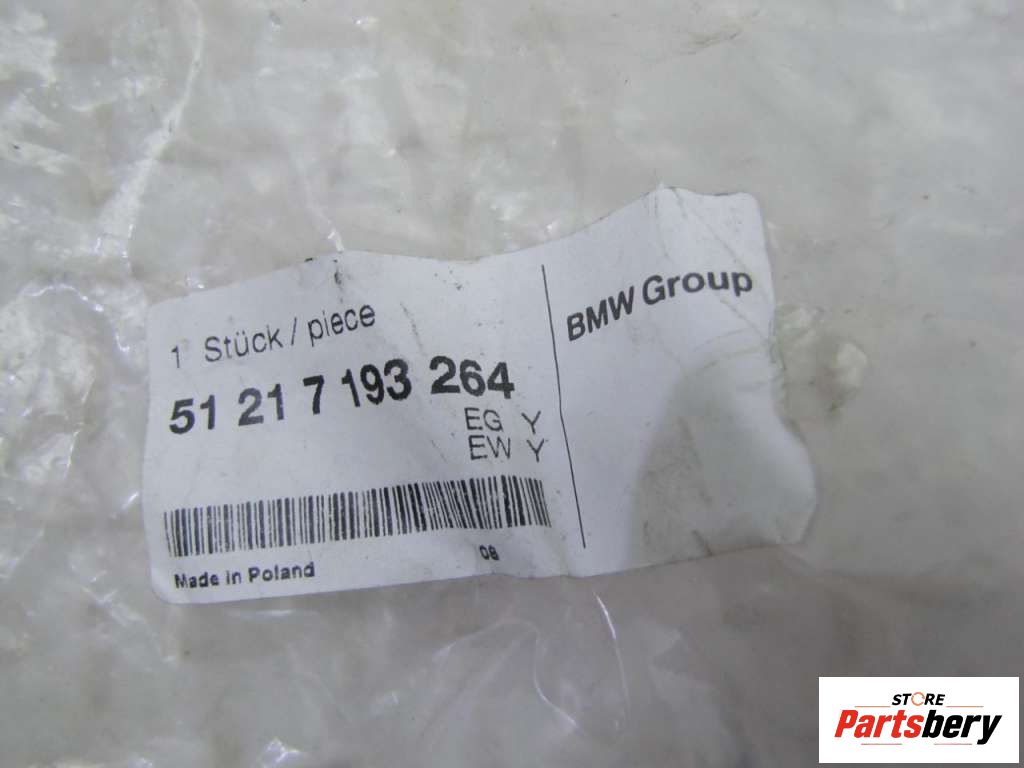 1 Stück / piece
51 21 7 193 264
EG Y
EW Y
08
Made in Poland
BMW Group
STORE
Partsbery